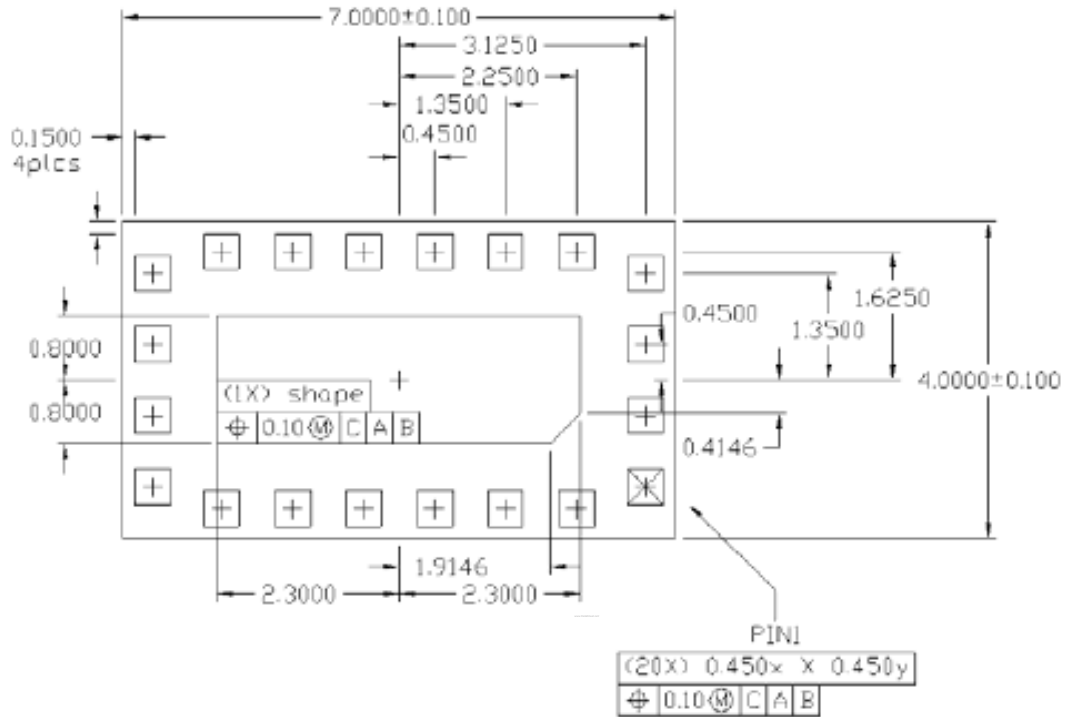 7.0000±0.100
3.1250
2.2500
1.3500
0.4500
0.1500
4plcs
1.6250
0.4500
1.3500
0.8000
4.0000±0.100
(1X) shape
0.8000
⌖ 0.10 Ⓜ C A B
0.4146
1.9146
2.3000
2.3000
PIN1
(20X) 0.450x X 0.450y
⌖ 0.10 Ⓜ C A B